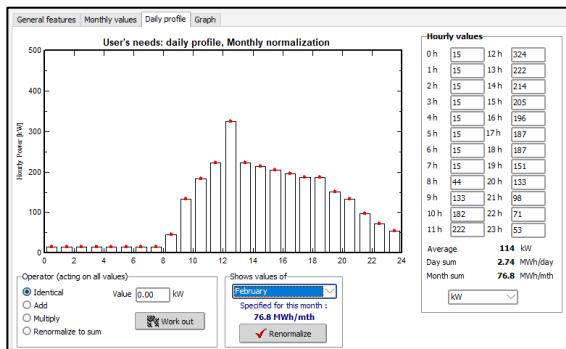 General features Monthly values Daily profile Graph
User's needs: daily profile, Monthly normalization
Hourly Power [kW]
500
400
300
200
100
0
0 2 4 6 8 10 12 14 16 18 20 22 24
Hourly values
0 h 15 12 h 324
1 h 15 13 h 222
2 h 15 14 h 214
3 h 15 15 h 205
4 h 15 16 h 196
5 h 15 17 h 187
6 h 15 18 h 187
7 h 15 19 h 151
8 h 44 20 h 133
9 h 133 21 h 98
10 h 182 22 h 71
11 h 222 23 h 53
Average 114 kW
Day sum 2.74 MWh/day
Month sum 76.8 MWh/mth
kW
Operator (acting on all values)
Identical Value 0.00 kW
Add
Multiply Work out
Renormalize to sum
Shows values of
February
Specified for this month :
76.8 MWh/mth
Renormalize